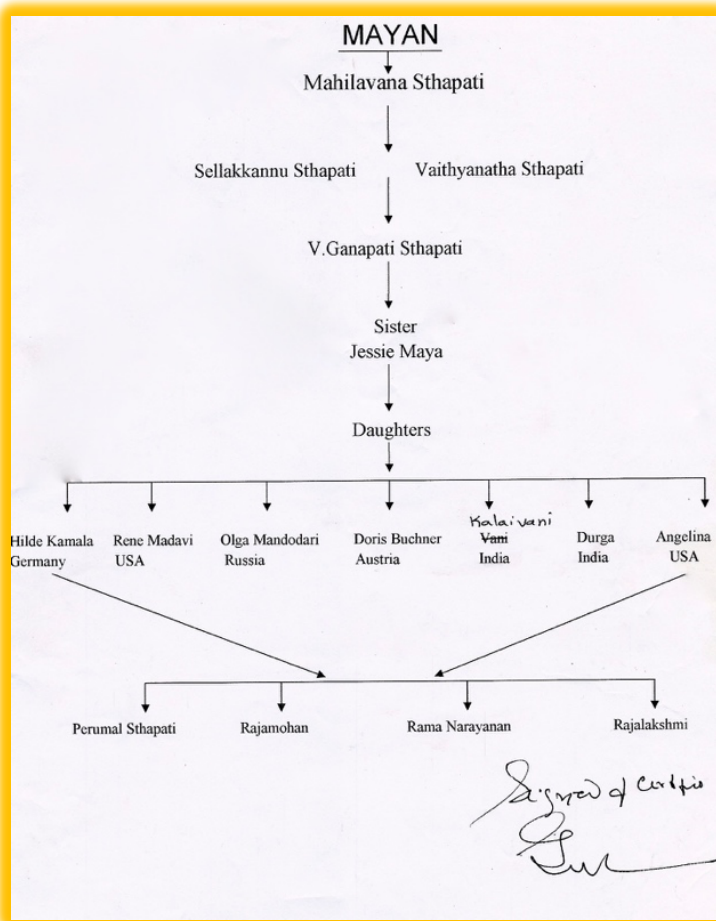 MAYAN
Mahilavana Sthapati
Sellakkannu Sthapati Vaithyanatha Sthapati
V.Ganapati Sthapati
Sister
Jessie Maya
Daughters
Kalaivani
Hilde Kamala Rene Madavi Olga Mandodari Doris Buchner Vani Durga Angelina
Germany USA Russia Austria India India USA
Perumal Sthapati Rajamohan Rama Narayanan Rajalakshmi
Signed